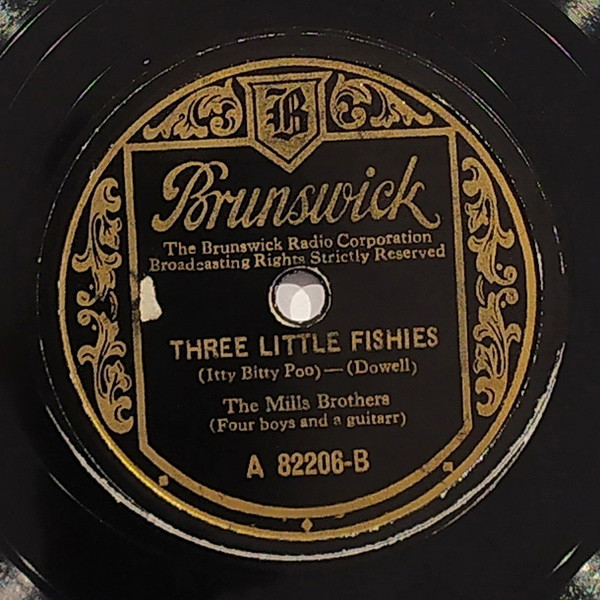 B
Brunswick
The Brunswick Radio Corporation
Broadcasting Rights Strictly Reserved
THREE LITTLE FISHIES
(Itty Bitty Poo)—(Dowell)
The Mills Brothers
(Four boys and a guitarr)
A 82206-B